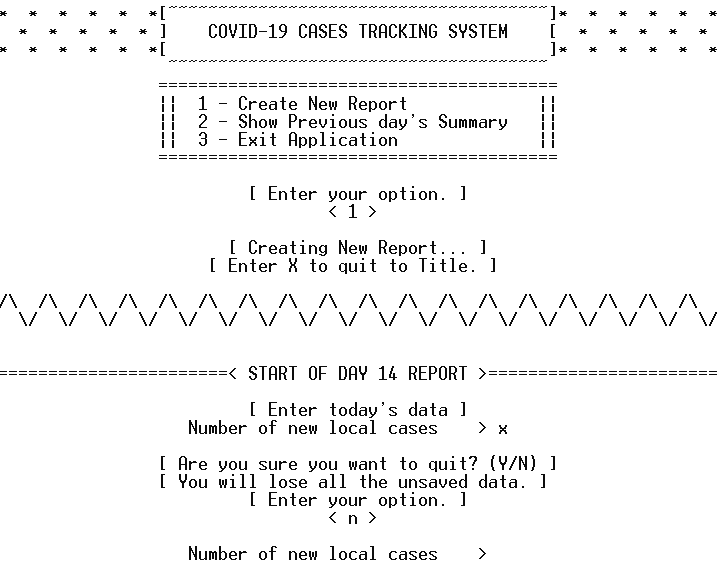 *  *  *  *  *[~~~~~~~~~~~~~~~~~~~~~~~~~~~~~~~~~~~~~~]*  *  *  *  *  *
*  *  *  *  * ]    COVID-19 CASES TRACKING SYSTEM    [  *  *  *  *  *
*  *  *  *  *[~~~~~~~~~~~~~~~~~~~~~~~~~~~~~~~~~~~~~~]*  *  *  *  *  *
========================================
||  1 - Create New Report             ||
||  2 - Show Previous day's Summary   ||
||  3 - Exit Application              ||
========================================
[ Enter your option. ]
< 1 >
[ Creating New Report... ]
[ Enter X to quit to Title. ]
/\  /\  /\  /\  /\  /\  /\  /\  /\  /\  /\  /\  /\  /\  /\  /\  /\  /\
  \/  \/  \/  \/  \/  \/  \/  \/  \/  \/  \/  \/  \/  \/  \/  \/  \/  \/
=======================< START OF DAY 14 REPORT >=======================
[ Enter today's data ]
Number of new local cases    > x
[ Are you sure you want to quit? (Y/N) ]
[ You will lose all the unsaved data. ]
[ Enter your option. ]
< n >
Number of new local cases    >